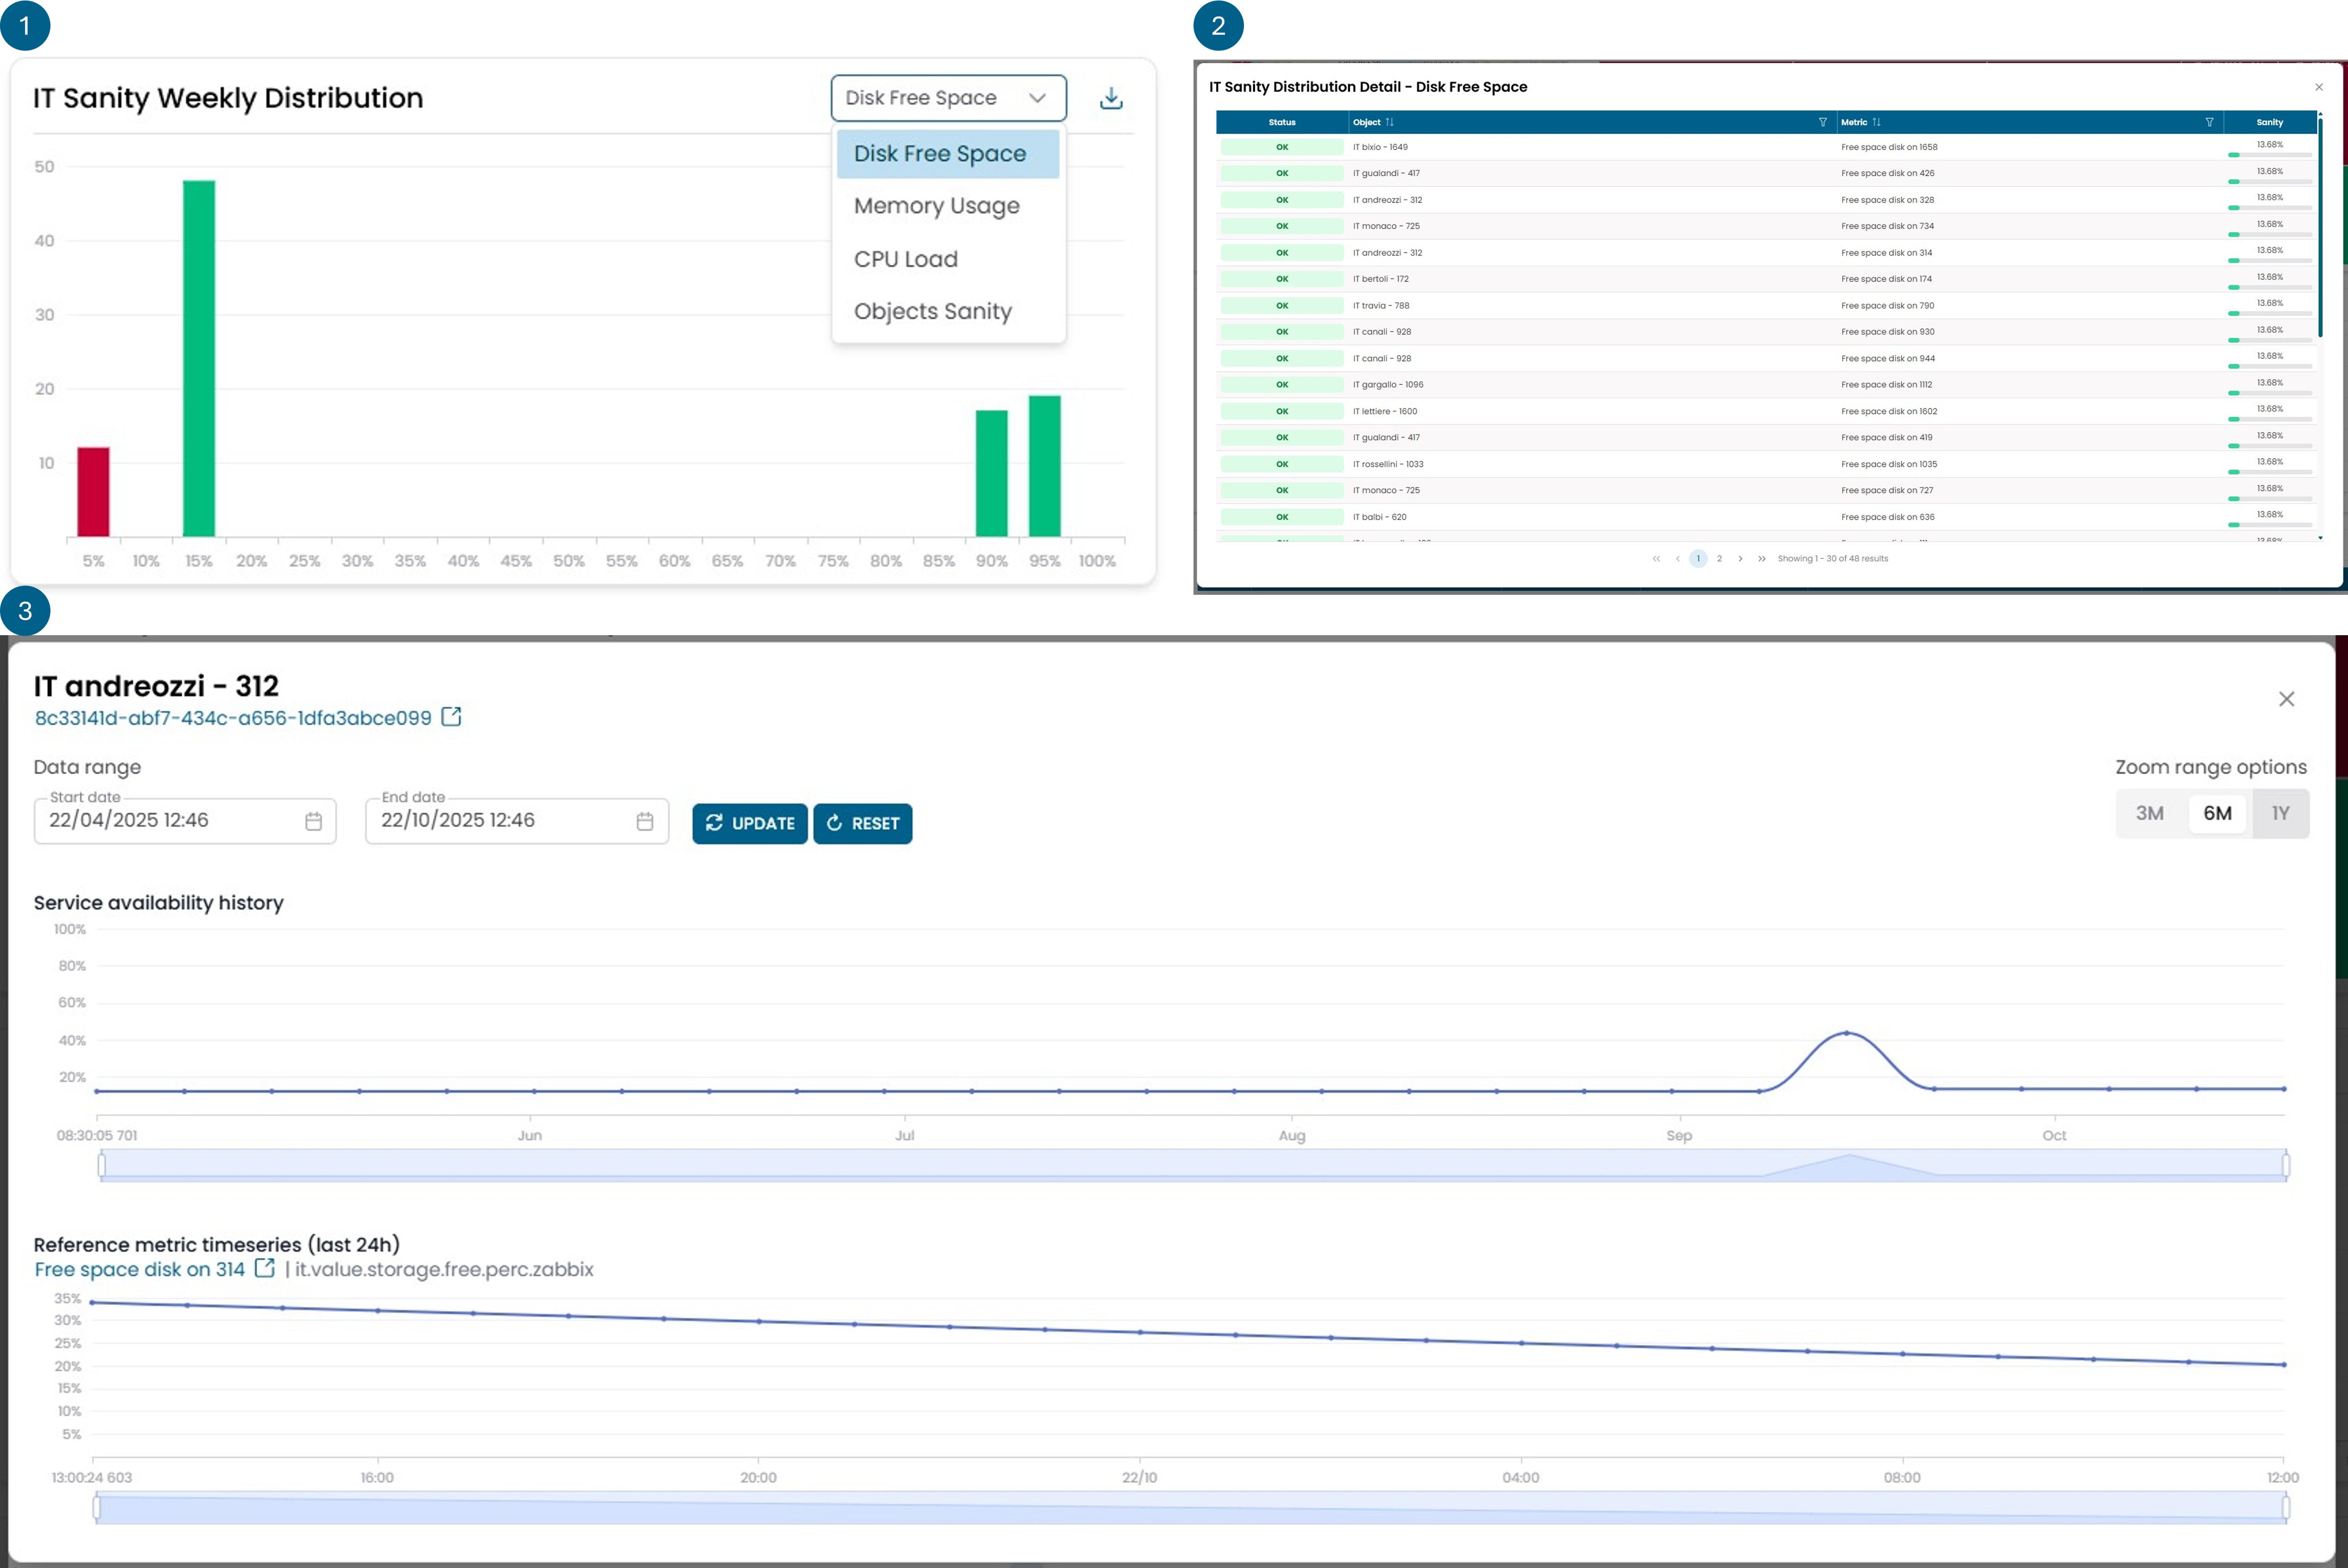 1
IT Sanity Weekly Distribution
Disk Free Space
Disk Free Space
Memory Usage
CPU Load
Objects Sanity
50
40
30
20
10
5% 10% 15% 20% 25% 30% 35% 40% 45% 50% 55% 60% 65% 70% 75% 80% 85% 90% 95% 100%
2
IT Sanity Distribution Detail - Disk Free Space
Status Object Metric Sanity
OK IT bixio - 1649 Free space disk on 1658 13.68%
OK IT gualandi - 417 Free space disk on 426 13.68%
OK IT andreozzi - 312 Free space disk on 328 13.68%
OK IT monaco - 725 Free space disk on 734 13.68%
OK IT andreozzi - 312 Free space disk on 314 13.68%
OK IT bertoli - 172 Free space disk on 174 13.68%
OK IT travia - 788 Free space disk on 790 13.68%
OK IT canali - 928 Free space disk on 930 13.68%
OK IT canali - 928 Free space disk on 944 13.68%
OK IT gargallo - 1096 Free space disk on 1112 13.68%
OK IT lettiere - 1600 Free space disk on 1602 13.68%
OK IT gualandi - 417 Free space disk on 419 13.68%
OK IT rossellini - 1033 Free space disk on 1035 13.68%
OK IT monaco - 725 Free space disk on 727 13.68%
OK IT balbi - 620 Free space disk on 636 13.68%
13.68%
« ‹ 1 2 › » Showing 1 - 30 of 48 results
3
IT andreozzi - 312
8c33141d-abf7-434c-a656-1dfa3abce099
Data range
Zoom range options
Start date
22/04/2025 12:46
End date
22/10/2025 12:46
UPDATE
RESET
3M 6M 1Y
Service availability history
100%
80%
60%
40%
20%
08:30:05 701 Jun Jul Aug Sep Oct
Reference metric timeseries (last 24h)
Free space disk on 314 | it.value.storage.free.perc.zabbix
35%
30%
25%
20%
15%
10%
5%
13:00:24 603 16:00 20:00 22/10 04:00 08:00 12:00